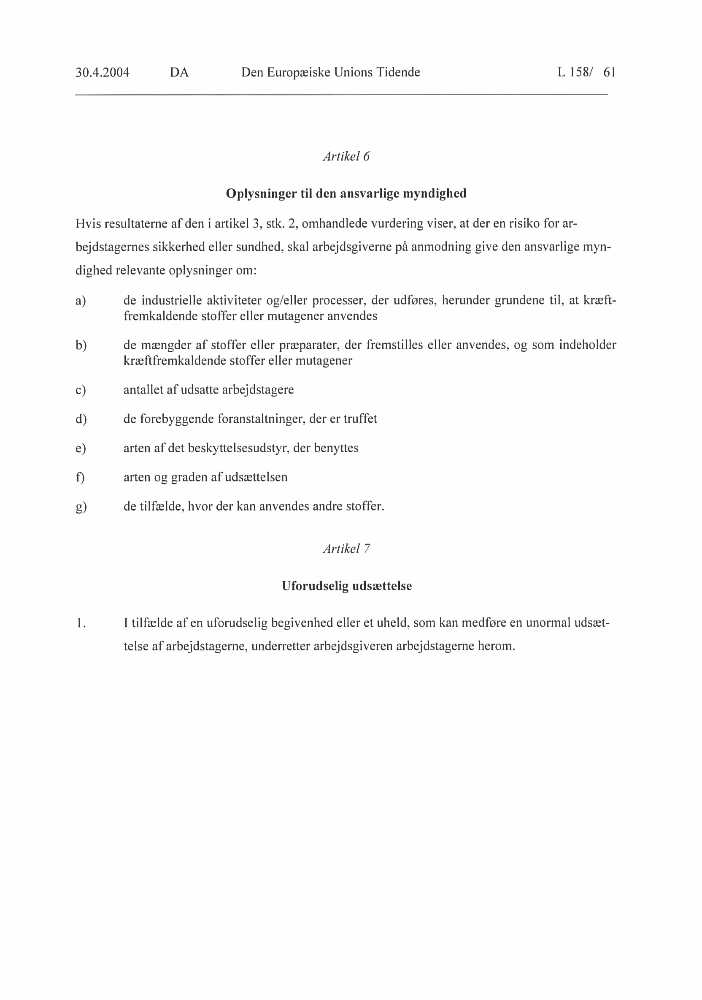 30.4.2004 DA Den Europæiske Unions Tidende L 158/ 61
Artikel 6
Oplysninger til den ansvarlige myndighed
Hvis resultaterne af den i artikel 3, stk. 2, omhandlede vurdering viser, at der en risiko for ar-
bejdstagernes sikkerhed eller sundhed, skal arbejdsgiverne på anmodning give den ansvarlige myn-
dighed relevante oplysninger om:
a) de industrielle aktiviteter og/eller processer, der udføres, herunder grundene til, at kræft-
fremkaldende stoffer eller mutagener anvendes
b) de mængder af stoffer eller præparater, der fremstilles eller anvendes, og som indeholder
kræftfremkaldende stoffer eller mutagener
c) antallet af udsatte arbejdstagere
d) de forebyggende foranstaltninger, der er truffet
e) arten af det beskyttelsesudstyr, der benyttes
f) arten og graden af udsættelsen
g) de tilfælde, hvor der kan anvendes andre stoffer.
Artikel 7
Uforudselig udsættelse
1. I tilfælde af en uforudselig begivenhed eller et uheld, som kan medføre en unormal udsæt-
telse af arbejdstagerne, underretter arbejdsgiveren arbejdstagerne herom.